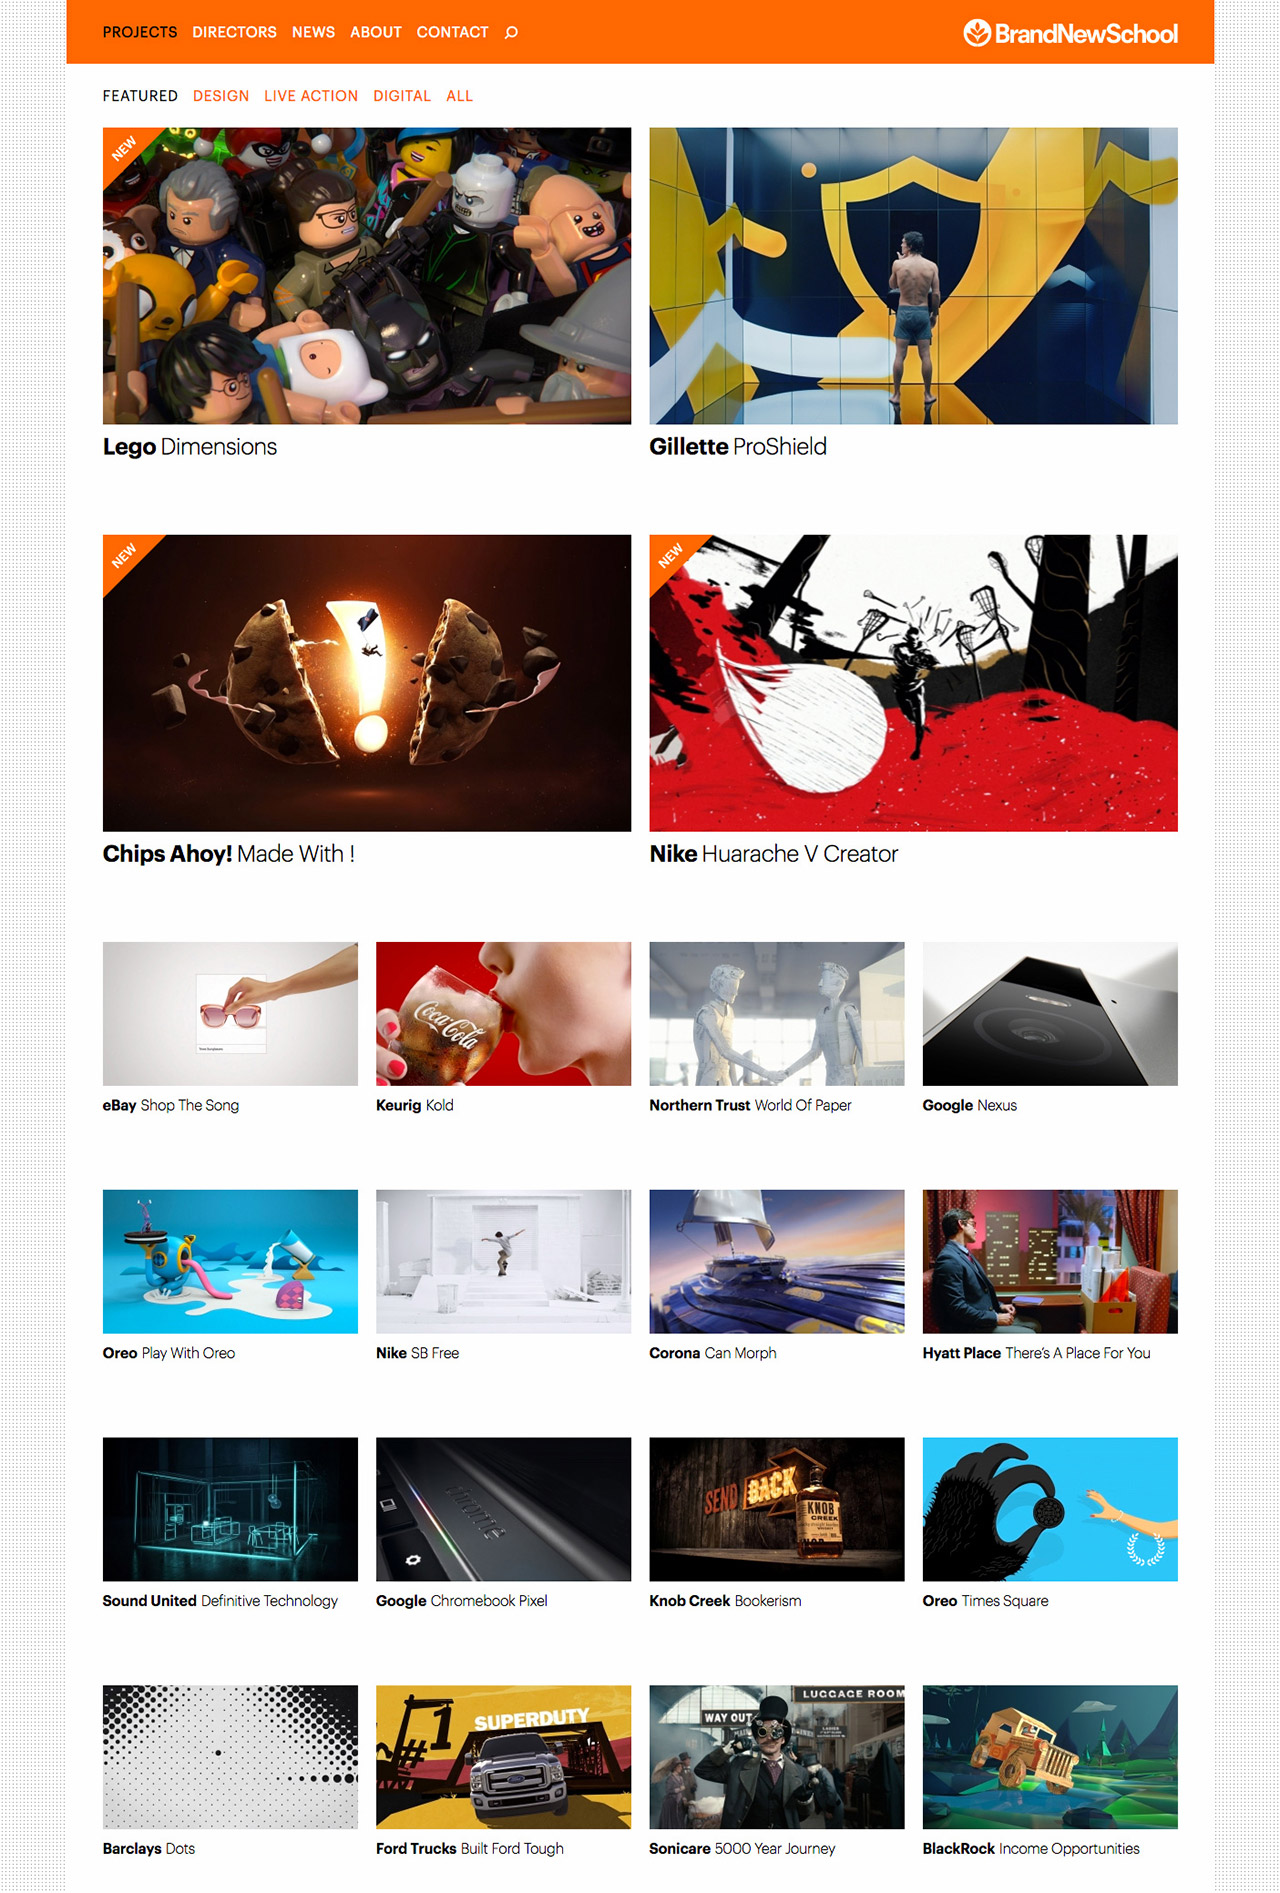 PROJECTS DIRECTORS NEWS ABOUT CONTACT
BrandNewSchool
FEATURED DESIGN LIVE ACTION DIGITAL ALL
NEW
Lego Dimensions
Gillette ProShield
NEW
NEW
Chips Ahoy! Made With !
Nike Huarache V Creator
Coca-Cola
eBay Shop The Song
Keurig Kold
Northern Trust World Of Paper
Google Nexus
Oreo Play With Oreo
Nike SB Free
Corona Can Morph
Hyatt Place There's A Place For You
chrome
SEND BACK
KNOB
CREEK
Sound United Definitive Technology
Google Chromebook Pixel
Knob Creek Bookerism
Oreo Times Square
#1
SUPERDUTY
LUGGAGE ROOM
WAY OUT
Barclays Dots
Ford Trucks Built Ford Tough
Sonicare 5000 Year Journey
BlackRock Income Opportunities